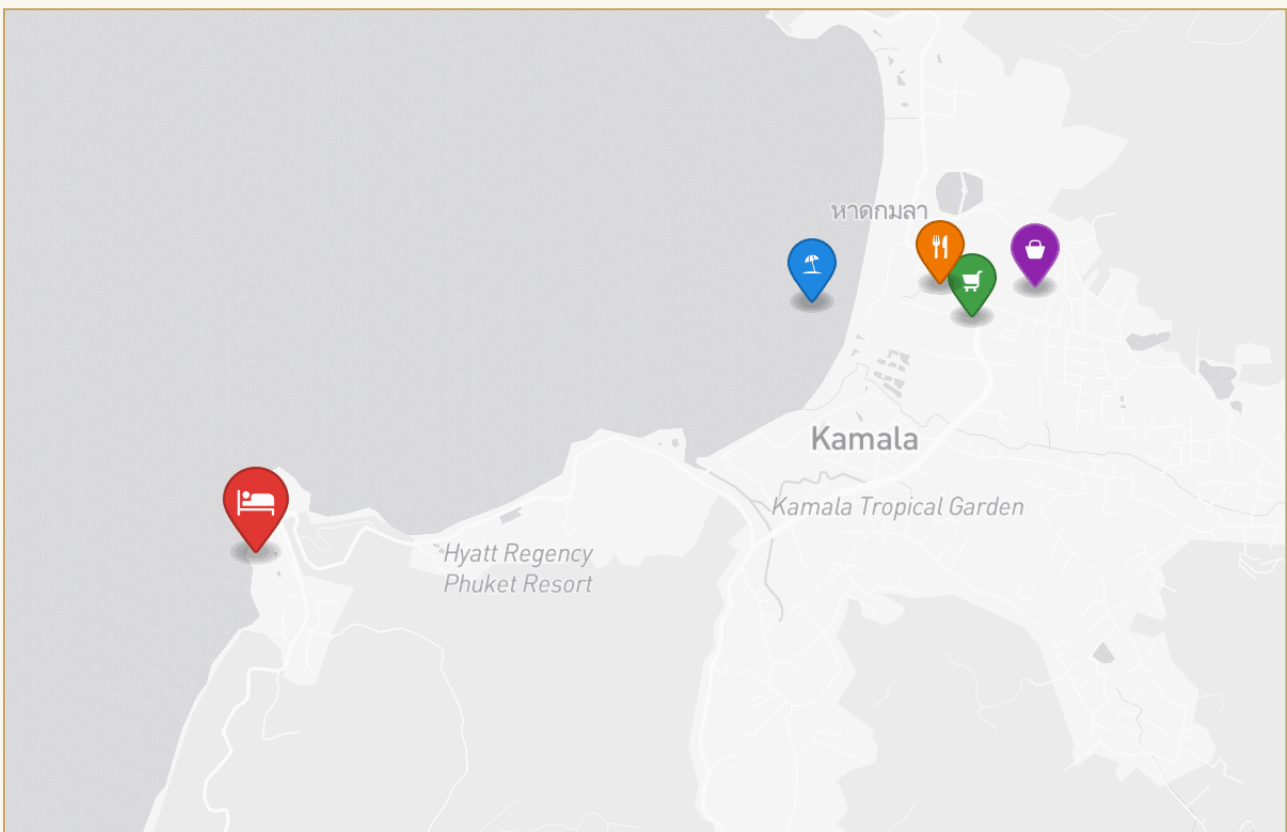 หาดกมลา
Kamala
Kamala Tropical Garden
Hyatt Regency
Phuket Resort